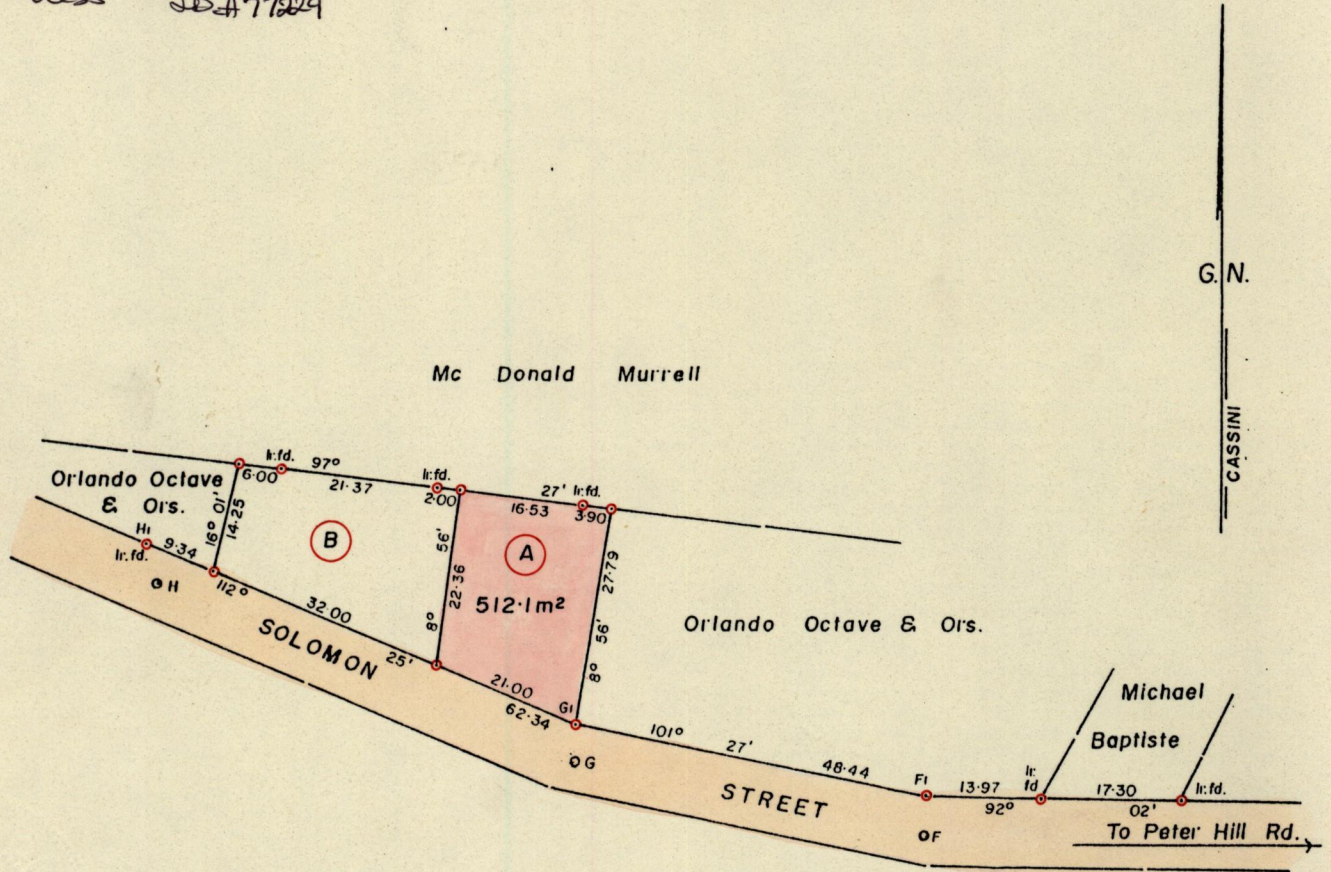 G. N.
CASSINI
Mc Donald Murrell
Orlando Octave
& Ors.
16° 01'
14·25
6·00
Ir.fd.
97°
21·37
Ir.fd.
2·00
27'
16·53
Ir.fd.
3·90
H1
Ir.fd.
9·34
H
112°
32·00
25'
B
8° 56'
22·36
A
512·1m²
27·79
8° 56'
21·00
62·34
G1
G
Orlando Octave & Ors.
SOLOMON STREET
101° 27'
48·44
F1
F
13·97
92° 02'
Ir.
fd
17·30
Ir.fd.
Michael
Baptiste
To Peter Hill Rd.